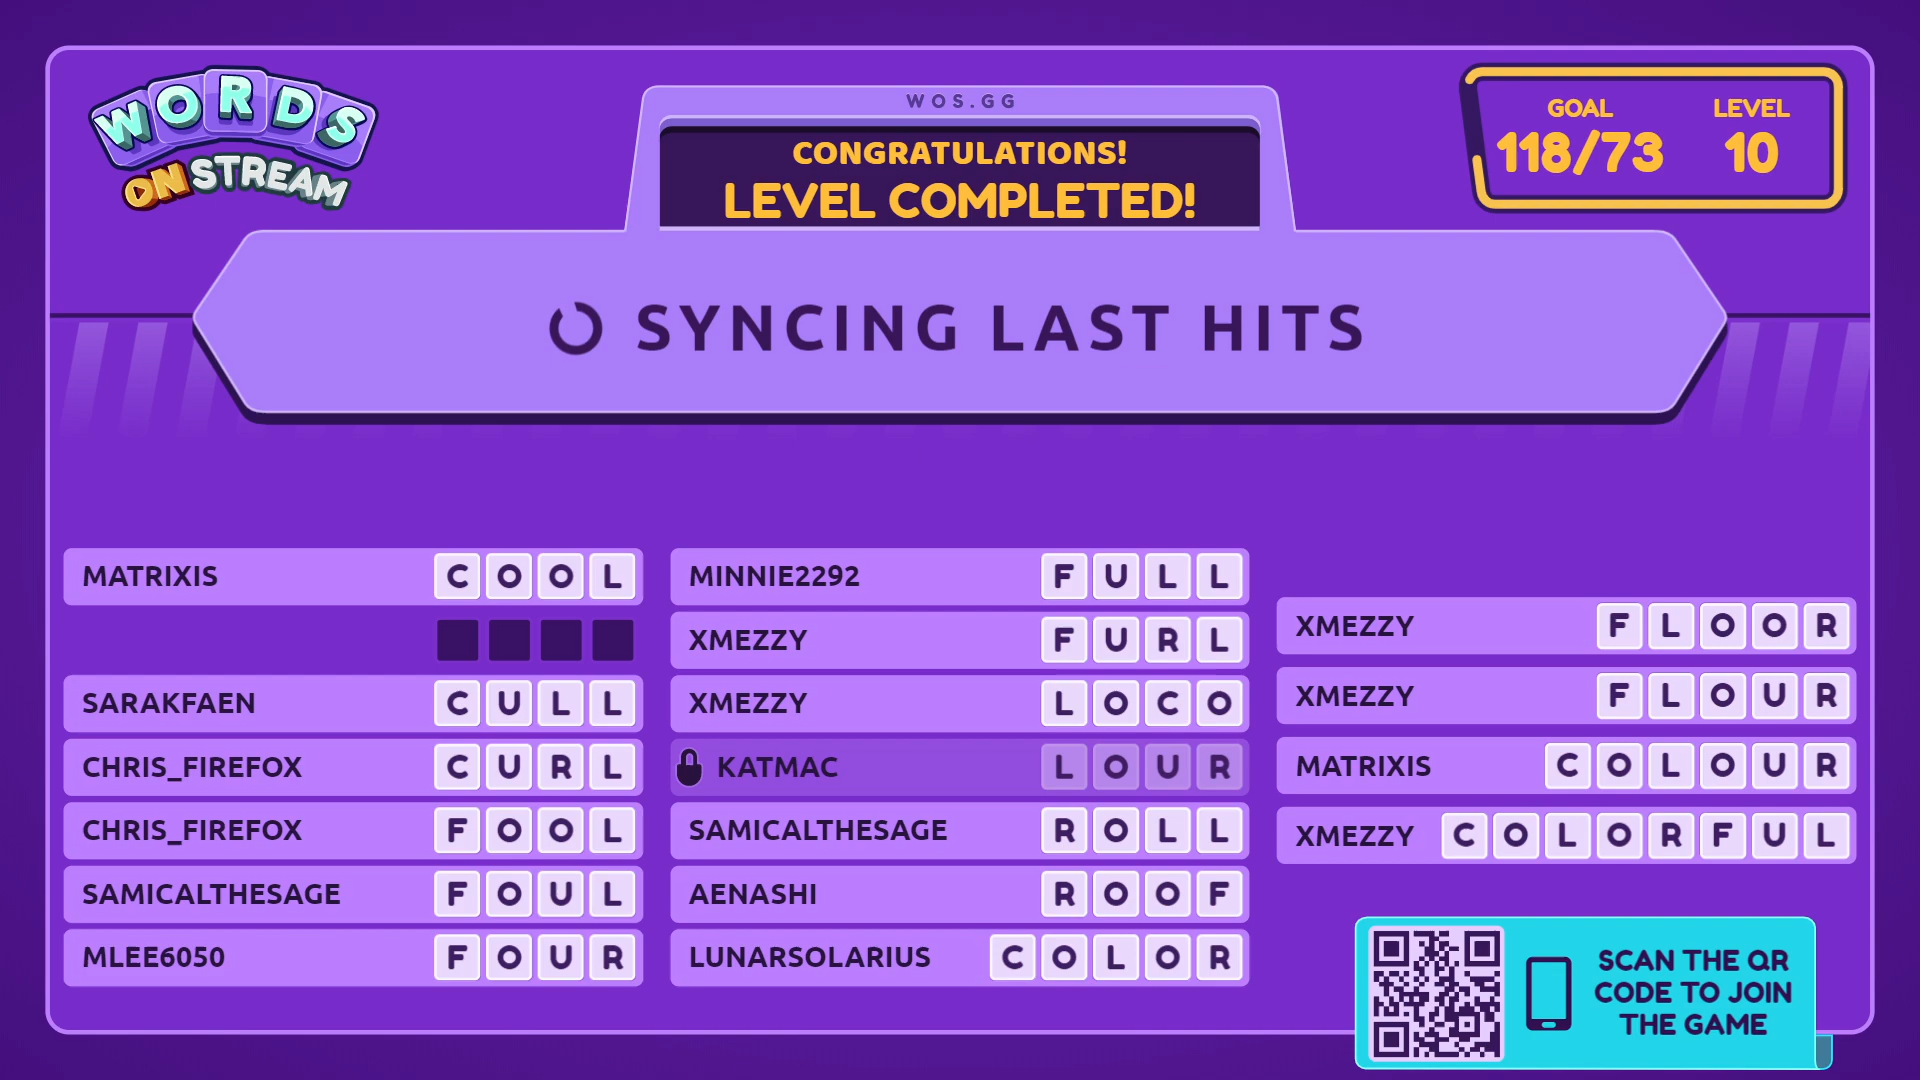 WORDS
ON STREAM
WOS.GG
CONGRATULATIONS!
LEVEL COMPLETED!
GOAL
118/73
LEVEL
10
SYNCING LAST HITS
MATRIXIS COOL
SARAKFAEN CULL
CHRIS_FIREFOX CURL
CHRIS_FIREFOX FOOL
SAMICALTHESAGE FOUL
MLEE6050 FOUR
MINNIE2292 FULL
XMEZZY FURL
XMEZZY LOCO
KATMAC LOUR
SAMICALTHESAGE ROLL
AENASHI ROOF
LUNARSOLARIUS COLOR
XMEZZY FLOOR
XMEZZY FLOUR
MATRIXIS COLOUR
XMEZZY COLORFUL
SCAN THE QR
CODE TO JOIN
THE GAME